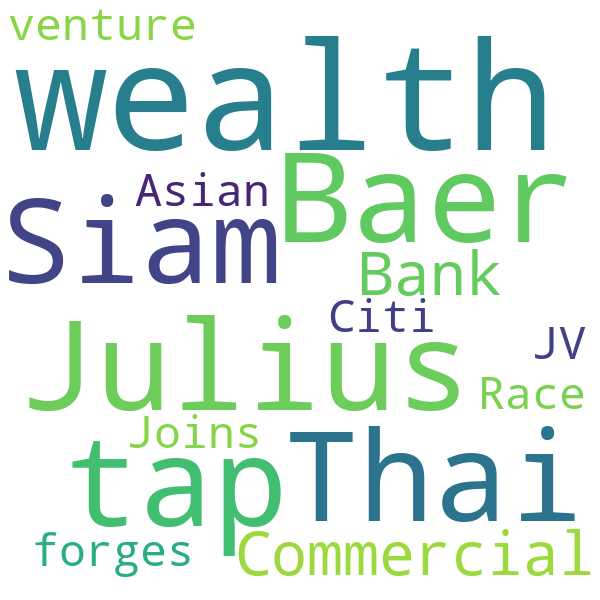 venture
wealth
Asian
Baer
Siam
Bank
Citi
JV
Julius
Race
Joins
tap
Thai
forges
Commercial